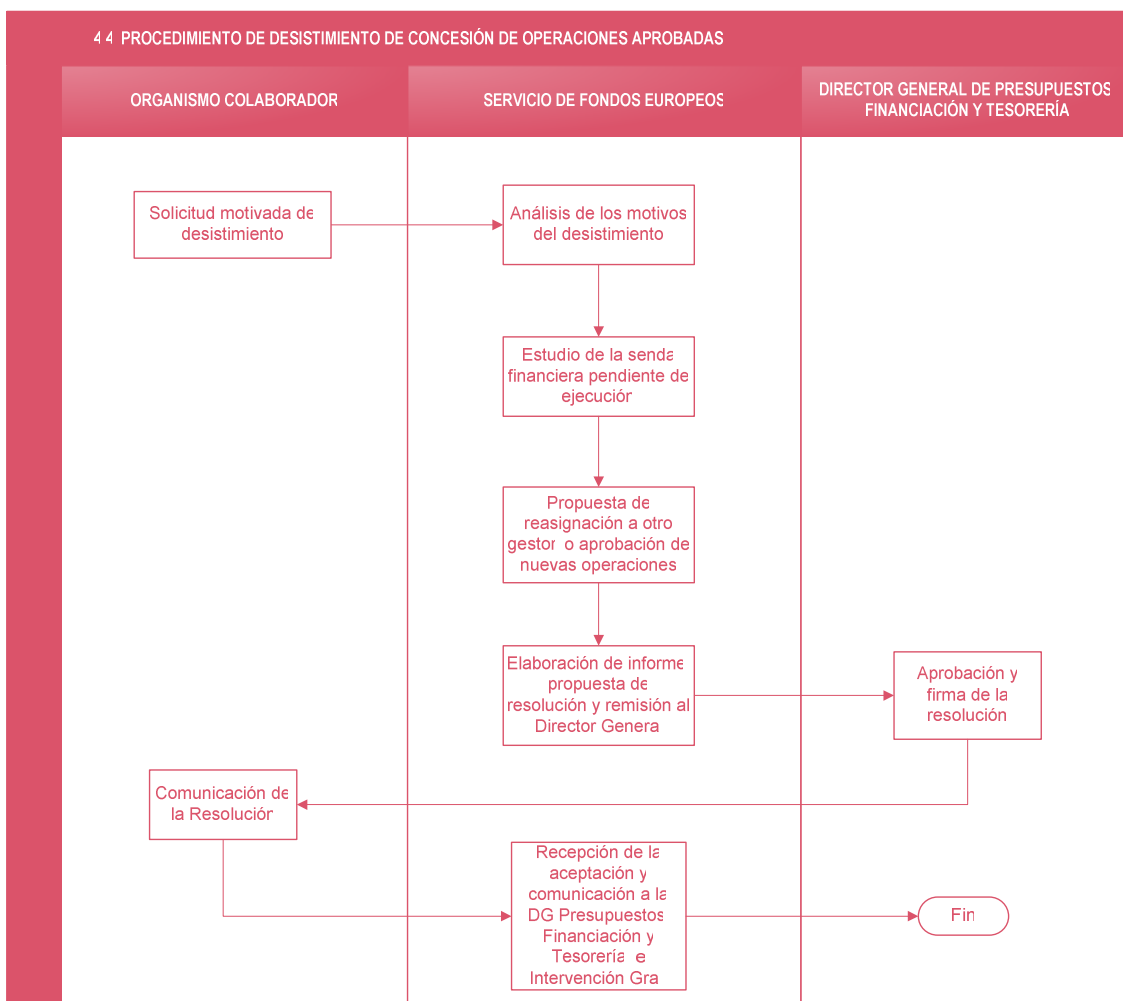 4 4 PROCEDIMIENTO DE DESISTIMIENTO DE CONCESIÓN DE OPERACIONES APROBADAS
ORGANISMO COLABORADOR
SERVICIO DE FONDOS EUROPEOS
DIRECTOR GENERAL DE PRESUPUESTOS
FINANCIACIÓN Y TESORERÍA
Solicitud motivada de
desistimiento
Análisis de los motivos
del desistimiento
Estudio de la senda
financiera pendiente de
ejecución
Propuesta de
reasignación a otro
gestor o aprobación de
nuevas operaciones
Elaboración de informe
propuesta de
resolución y remisión al
Director Genera
Aprobación y
firma de la
resolución
Comunicación de
la Resolución
Recepción de la
aceptación y
comunicación a la
DG Presupuestos
Financiación y
Tesorería e
Intervención Gra
Fin